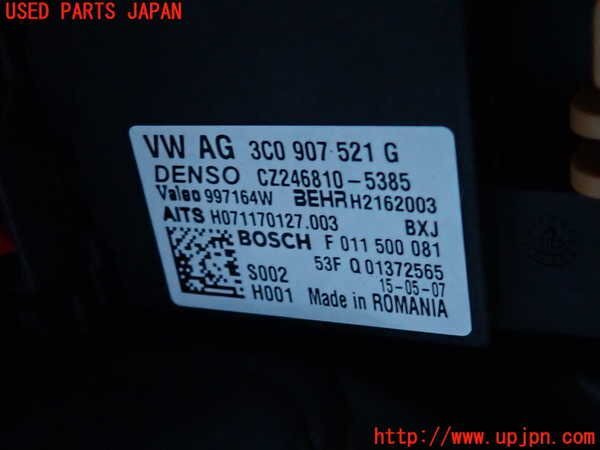 USED PARTS JAPAN
VW AG 3C0 907 521 G
DENSO CZ246810-5385
Valeo 997164W BEHR H2162003
AITS H071170127.003 BXJ
BOSCH F 011 500 081
53F Q 01372565
S002 15-05-07
H001 Made in ROMANIA
http://www.upjpn.com/